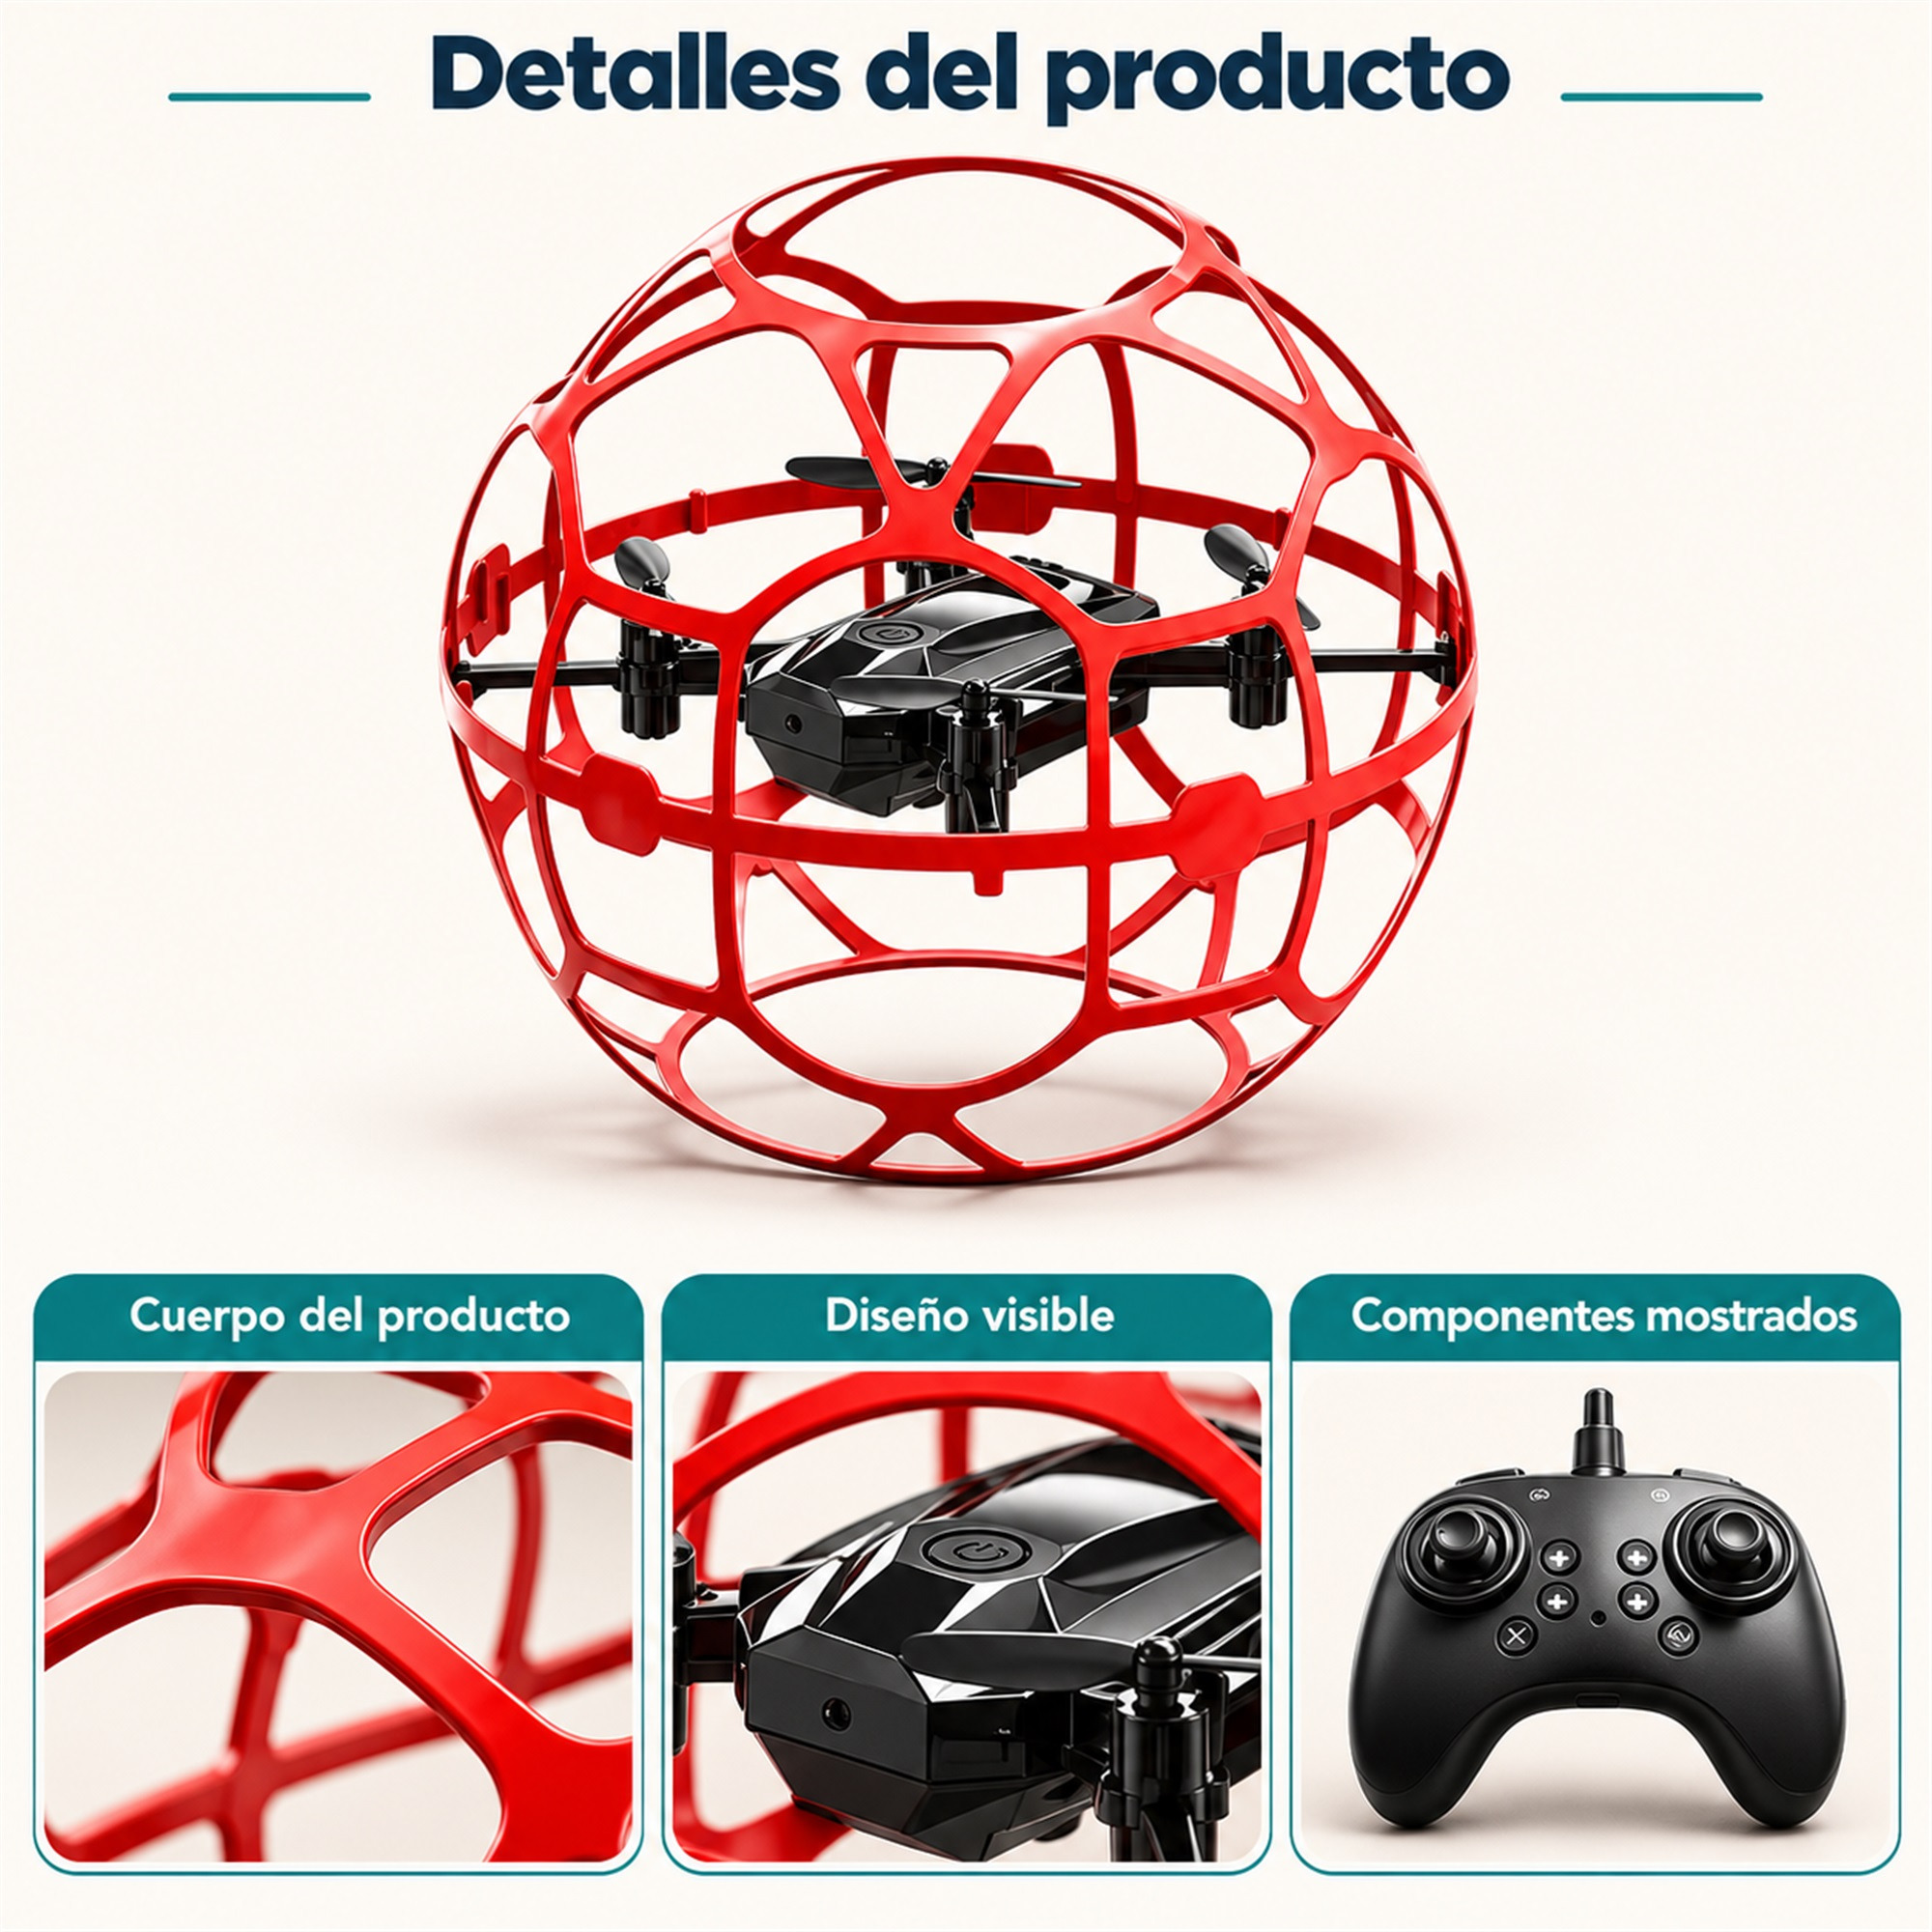 Detalles del producto
Cuerpo del producto
Diseño visible
Componentes mostrados